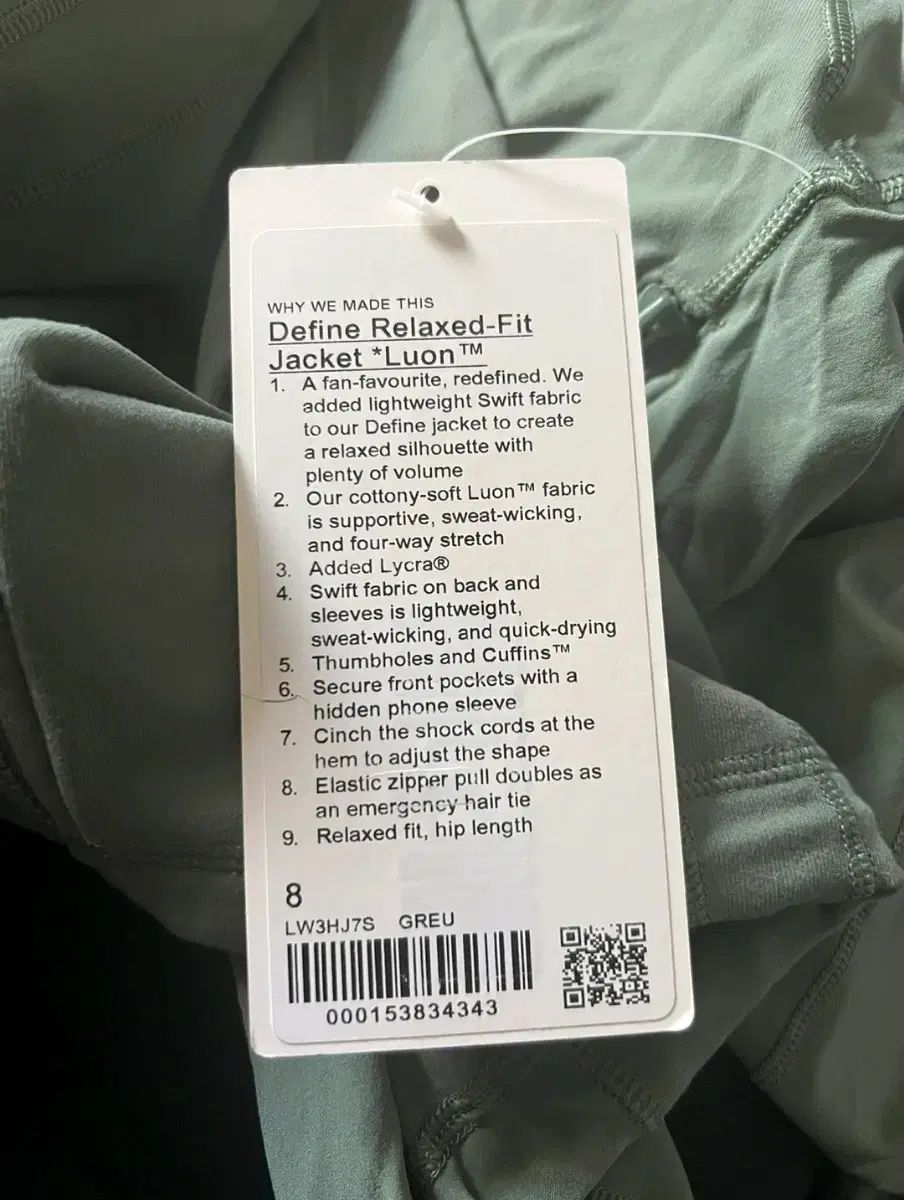 WHY WE MADE THIS
Define Relaxed-Fit
Jacket *Luon™
1. A fan-favourite, redefined. We
added lightweight Swift fabric
to our Define jacket to create
a relaxed silhouette with
plenty of volume
2. Our cottony-soft Luon™ fabric
is supportive, sweat-wicking,
and four-way stretch
3. Added Lycra®
4. Swift fabric on back and
sleeves is lightweight,
sweat-wicking, and quick-drying
5. Thumbholes and Cuffins™
6. Secure front pockets with a
hidden phone sleeve
7. Cinch the shock cords at the
hem to adjust the shape
8. Elastic zipper pull doubles as
an emergency hair tie
9. Relaxed fit, hip length
8
LW3HJ7S GREU
000153834343